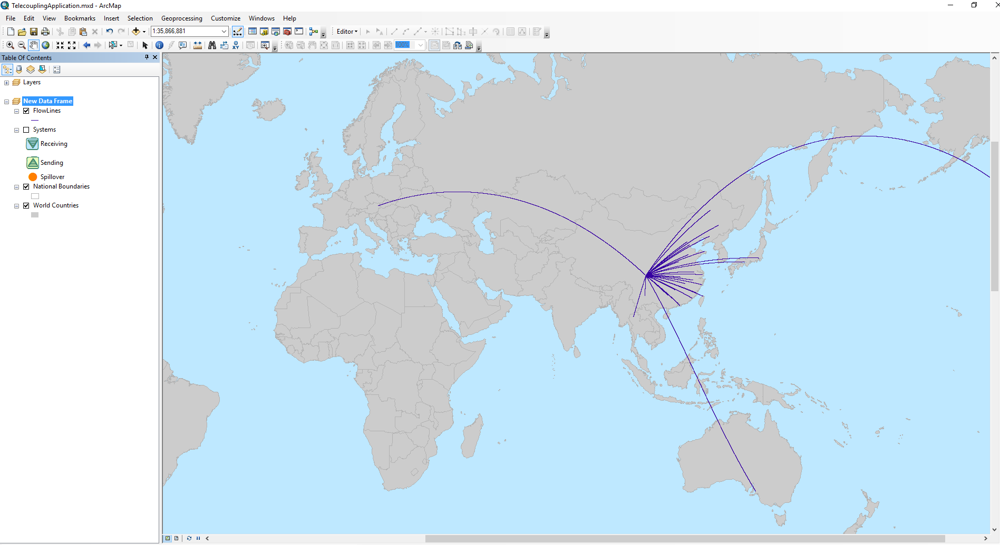 TelecouplingApplication.mxd - ArcMap
File Edit View Bookmarks Insert Selection Geoprocessing Customize Windows Help
1:35,866,881 Editor
100%
Table Of Contents
Layers
New Data Frame
FlowLines
Systems
Receiving
Sending
Spillover
National Boundaries
World Countries